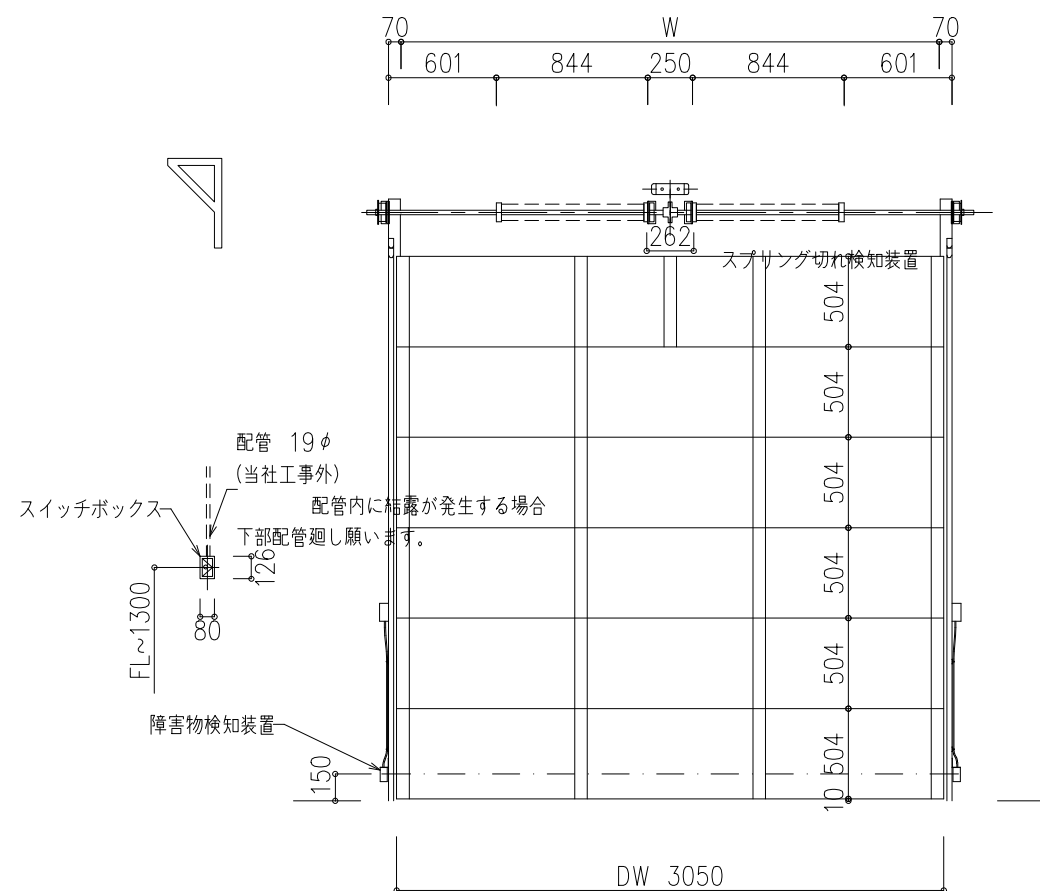 70 W 70
601 844 250 844 601
262
スプリング切れ検知装置
504
504
配管 19φ
(当社工事外)
504
スイッチボックス
配管内に結露が発生する場合
下部配管廻し願います。
126
504
FL~1300
80
504
障害物検知装置
504
150
10
DW 3050